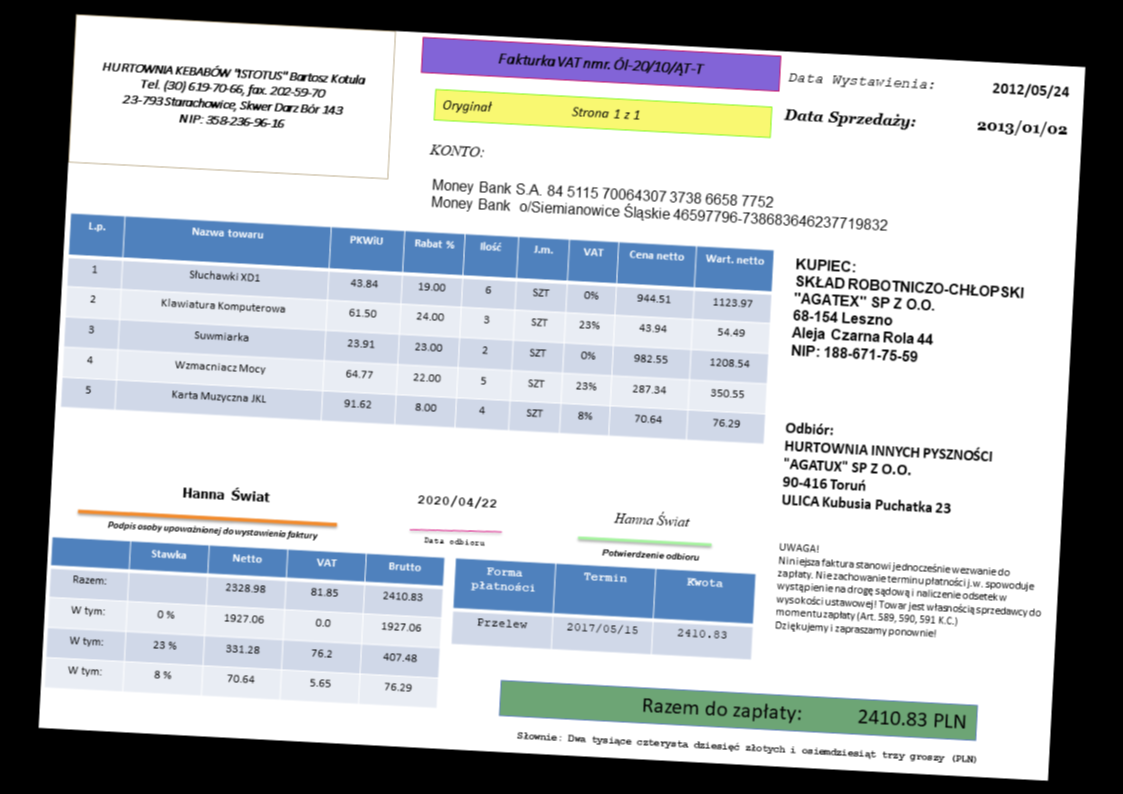 HURTOWNIA KEBABÓW "ISTOTUS" Bartosz Kotula
Tel. (30) 619-70-66, fax. 202-59-70
23-793 Starachowice, Skwer Darz Bór 143
NIP: 358-236-96-16
Fakturka VAT nmr. ÓI-20/10/ĄT-T
Oryginał Strona 1 z 1
Data Wystawienia: 2012/05/24
Data Sprzedaży: 2013/01/02
KONTO:
Money Bank S.A. 84 5115 70064307 3738 6658 7752
Money Bank o/Siemianowice Śląskie 46597796-738683646237719832
L.p. Nazwa towaru PKWiU Rabat % Ilość J.m. VAT Cena netto Wart. netto
1 Słuchawki XD1 43.84 19.00 6 SZT 0% 944.51 1123.97
2 Klawiatura Komputerowa 61.50 24.00 3 SZT 23% 43.94 54.49
3 Suwmiarka 23.91 23.00 2 SZT 0% 982.55 1208.54
4 Wzmacniacz Mocy 64.77 22.00 5 SZT 23% 287.34 350.55
5 Karta Muzyczna JKL 91.62 8.00 4 SZT 8% 70.64 76.29
KUPIEC:
SKŁAD ROBOTNICZO-CHŁOPSKI
"AGATEX" SP Z O.O.
68-154 Leszno
Aleja Czarna Rola 44
NIP: 188-671-75-59
Odbiór:
HURTOWNIA INNYCH PYSZNOŚCI
"AGATUX" SP Z O.O.
90-416 Toruń
ULICA Kubusia Puchatka 23
Hanna Świat
Podpis osoby upoważnionej do wystawienia faktury
2020/04/22
Data odbioru
Hanna Świat
Potwierdzenie odbioru
UWAGA!
Niniejsza faktura stanowi jednocześnie wezwanie do
zapłaty. Nie zachowanie terminu płatności j.w. spowoduje
wystąpienie na drogę sądową i naliczenie odsetek w
wysokości ustawowej! Towar jest własnością sprzedawcy do
momentu zapłaty (Art. 589, 590, 591 K.C.)
Dziękujemy i zapraszamy ponownie!
Stawka Netto VAT Brutto
Razem: 2328.98 81.85 2410.83
W tym: 0 % 1927.06 0.0 1927.06
W tym: 23 % 331.28 76.2 407.48
W tym: 8 % 70.64 5.65 76.29
Forma płatności Termin Kwota
Przelew 2017/05/15 2410.83
Razem do zapłaty: 2410.83 PLN
Słownie: Dwa tysiące czterysta dziesięć złotych i osiemdziesiąt trzy groszy (PLN)